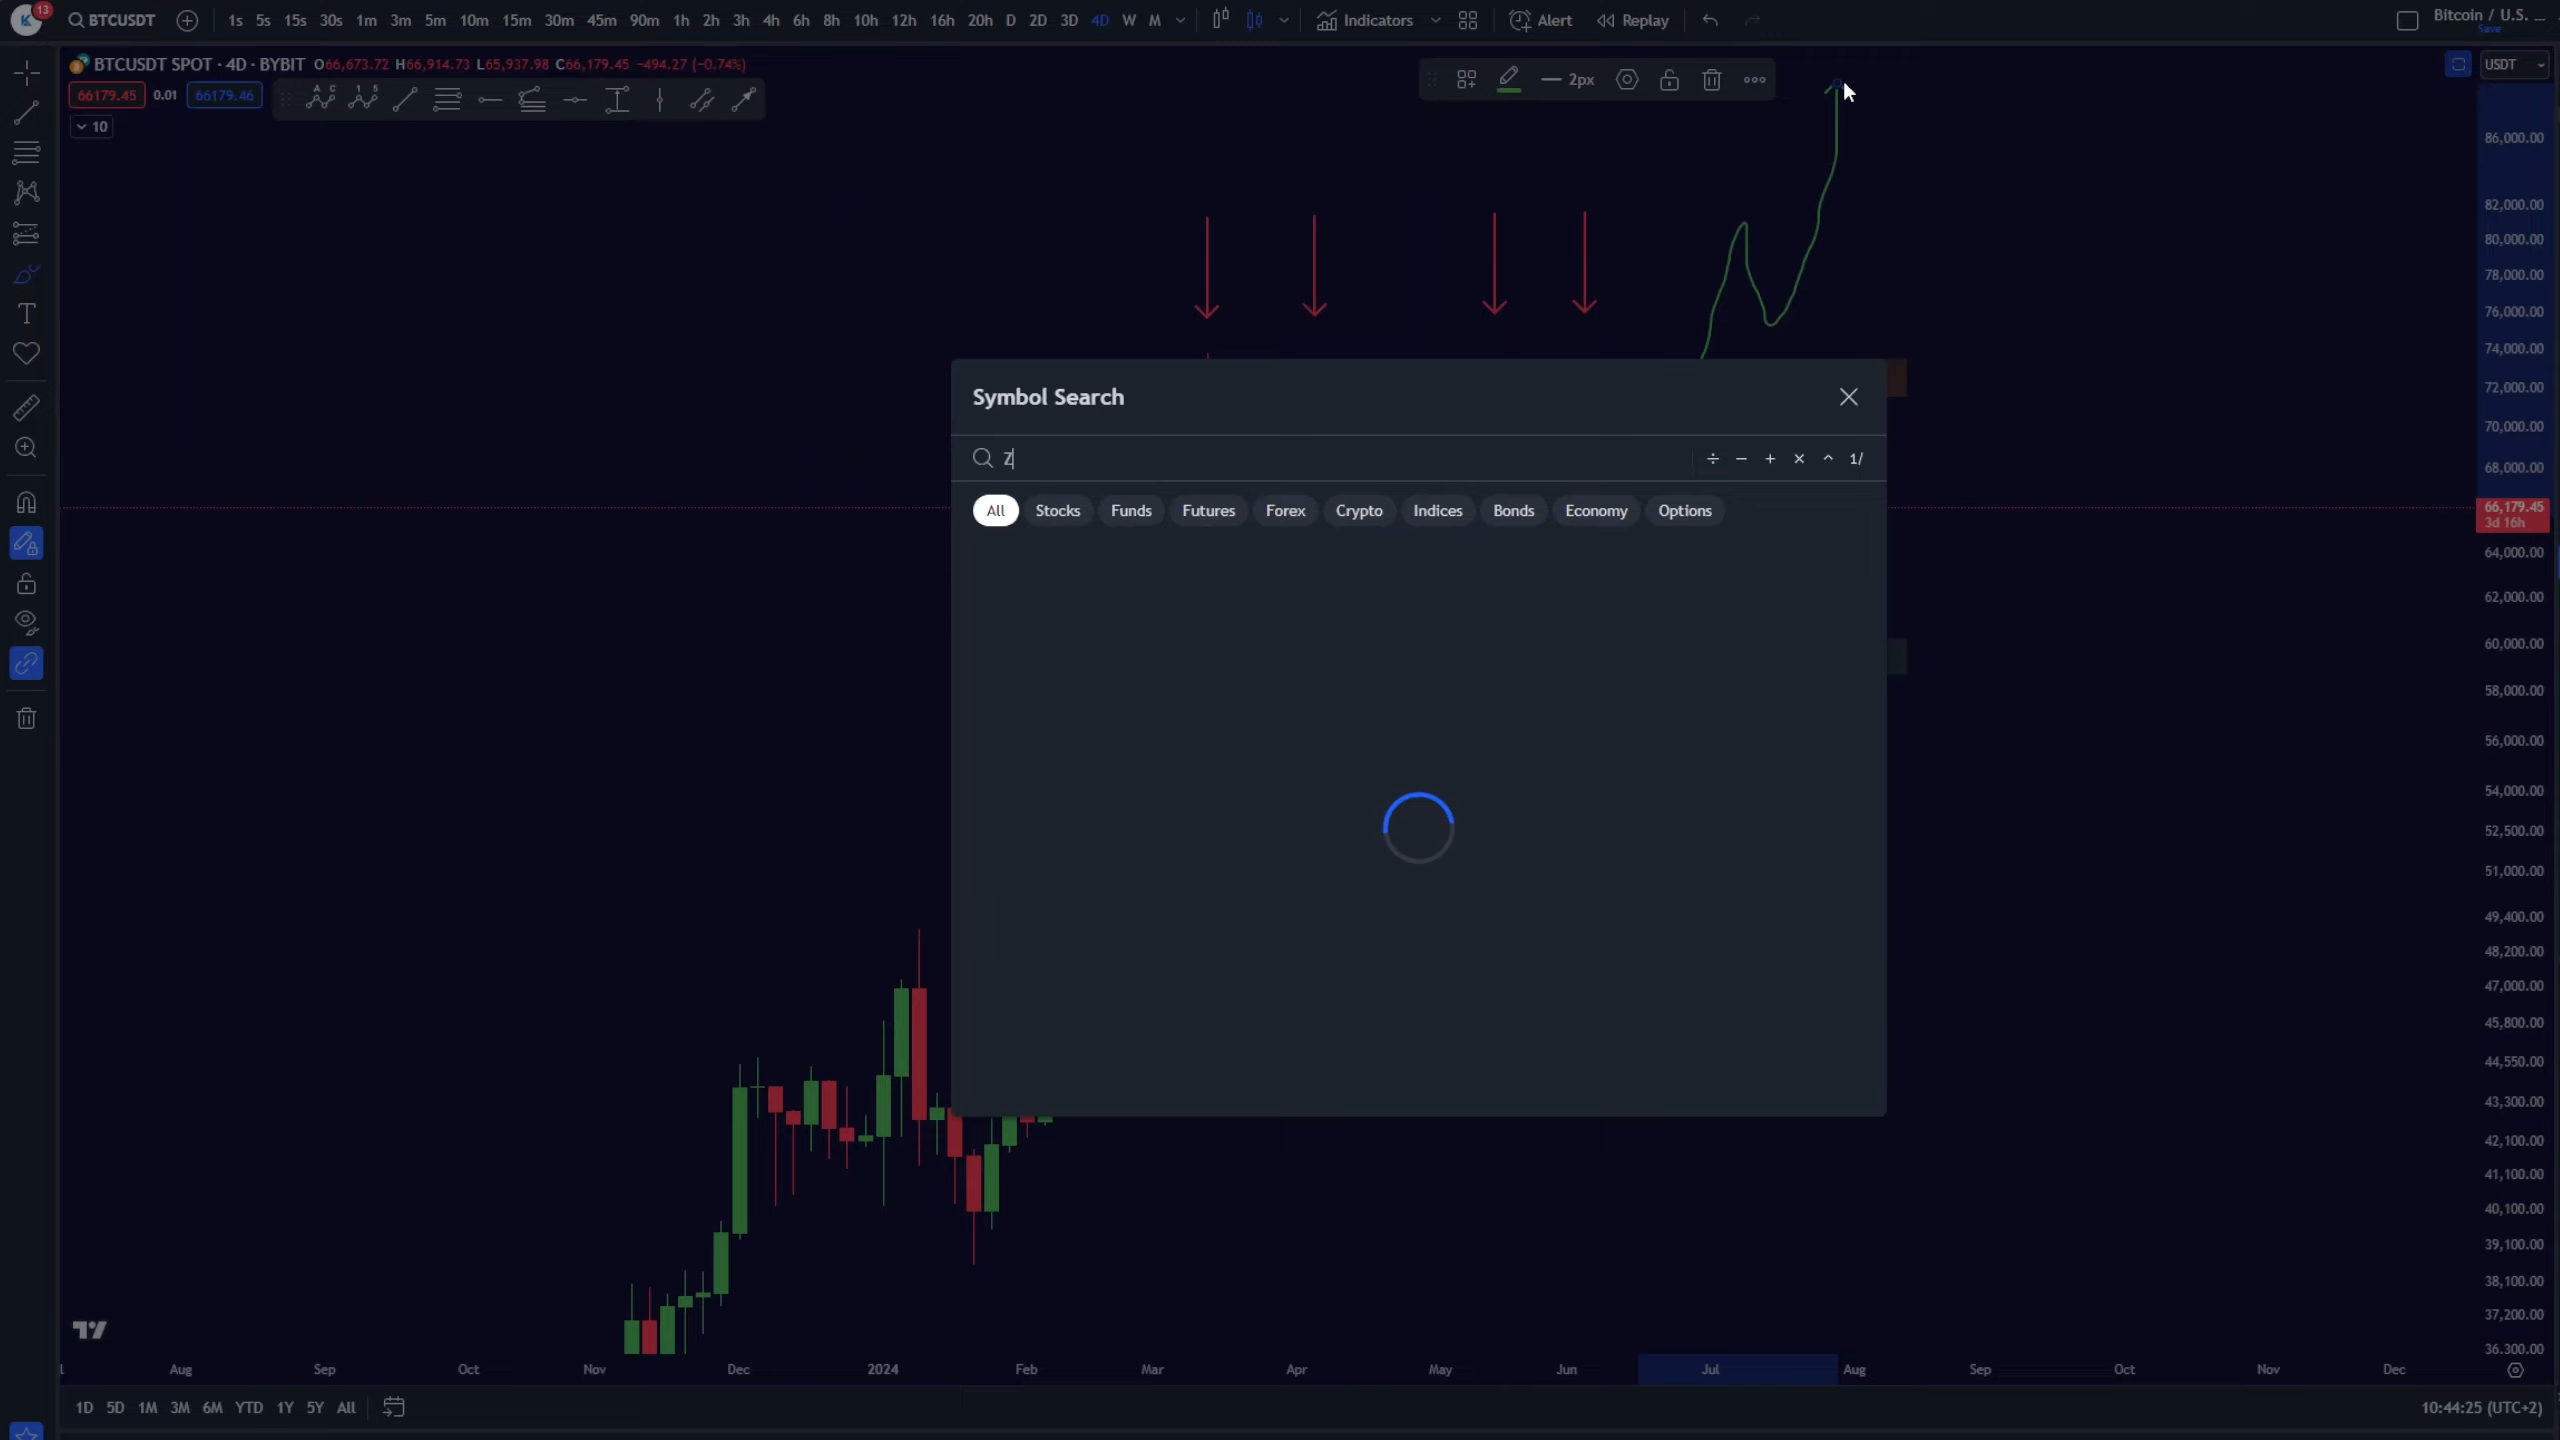 13
BTCUSDT 1s 5s 15s 30s 1m 3m 5m 10m 15m 30m 45m 90m 1h 2h 3h 4h 6h 8h 10h 12h 16h 20h D 2D 3D 4D W M Indicators Alert Replay Bitcoin / U.S. ...
Save
BTCUSDT SPOT · 4D · BYBIT O66,673.72 H66,914.73 L65,937.98 C66,179.45 −494.27 (−0.74%)
USDT
2px
66179.45 0.01 66179.46
A C
1 5
10
T
86,000.00
82,000.00
80,000.00
78,000.00
76,000.00
74,000.00
72,000.00
70,000.00
68,000.00
66,179.45
3d 16h
64,000.00
62,000.00
60,000.00
58,000.00
56,000.00
54,000.00
52,500.00
51,000.00
49,400.00
48,200.00
47,000.00
45,800.00
44,550.00
43,300.00
42,100.00
41,100.00
40,100.00
39,100.00
38,100.00
37,200.00
36.300.00
Symbol Search
Z ÷ − + × ^ 1/
All Stocks Funds Futures Forex Crypto Indices Bonds Economy Options
Aug Sep Oct Nov Dec 2024 Feb Mar Apr May Jun Jul Aug Sep Oct Nov Dec
1D 5D 1M 3M 6M YTD 1Y 5Y All 10:44:25 (UTC+2)